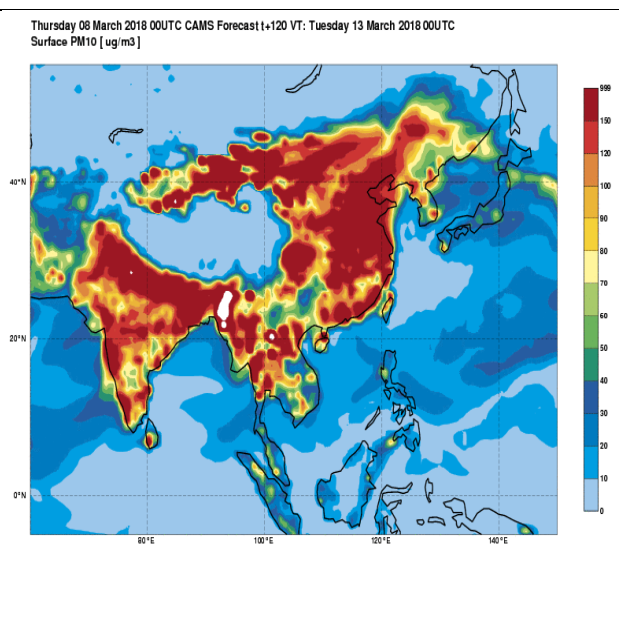 Thursday 08 March 2018 00UTC CAMS Forecast t+120 VT: Tuesday 13 March 2018 00UTC
Surface PM10 [ ug/m3 ]
999
150
120
100
90
80
70
60
50
40
30
20
10
0
40°N
20°N
0°N
80°E 100°E 120°E 140°E